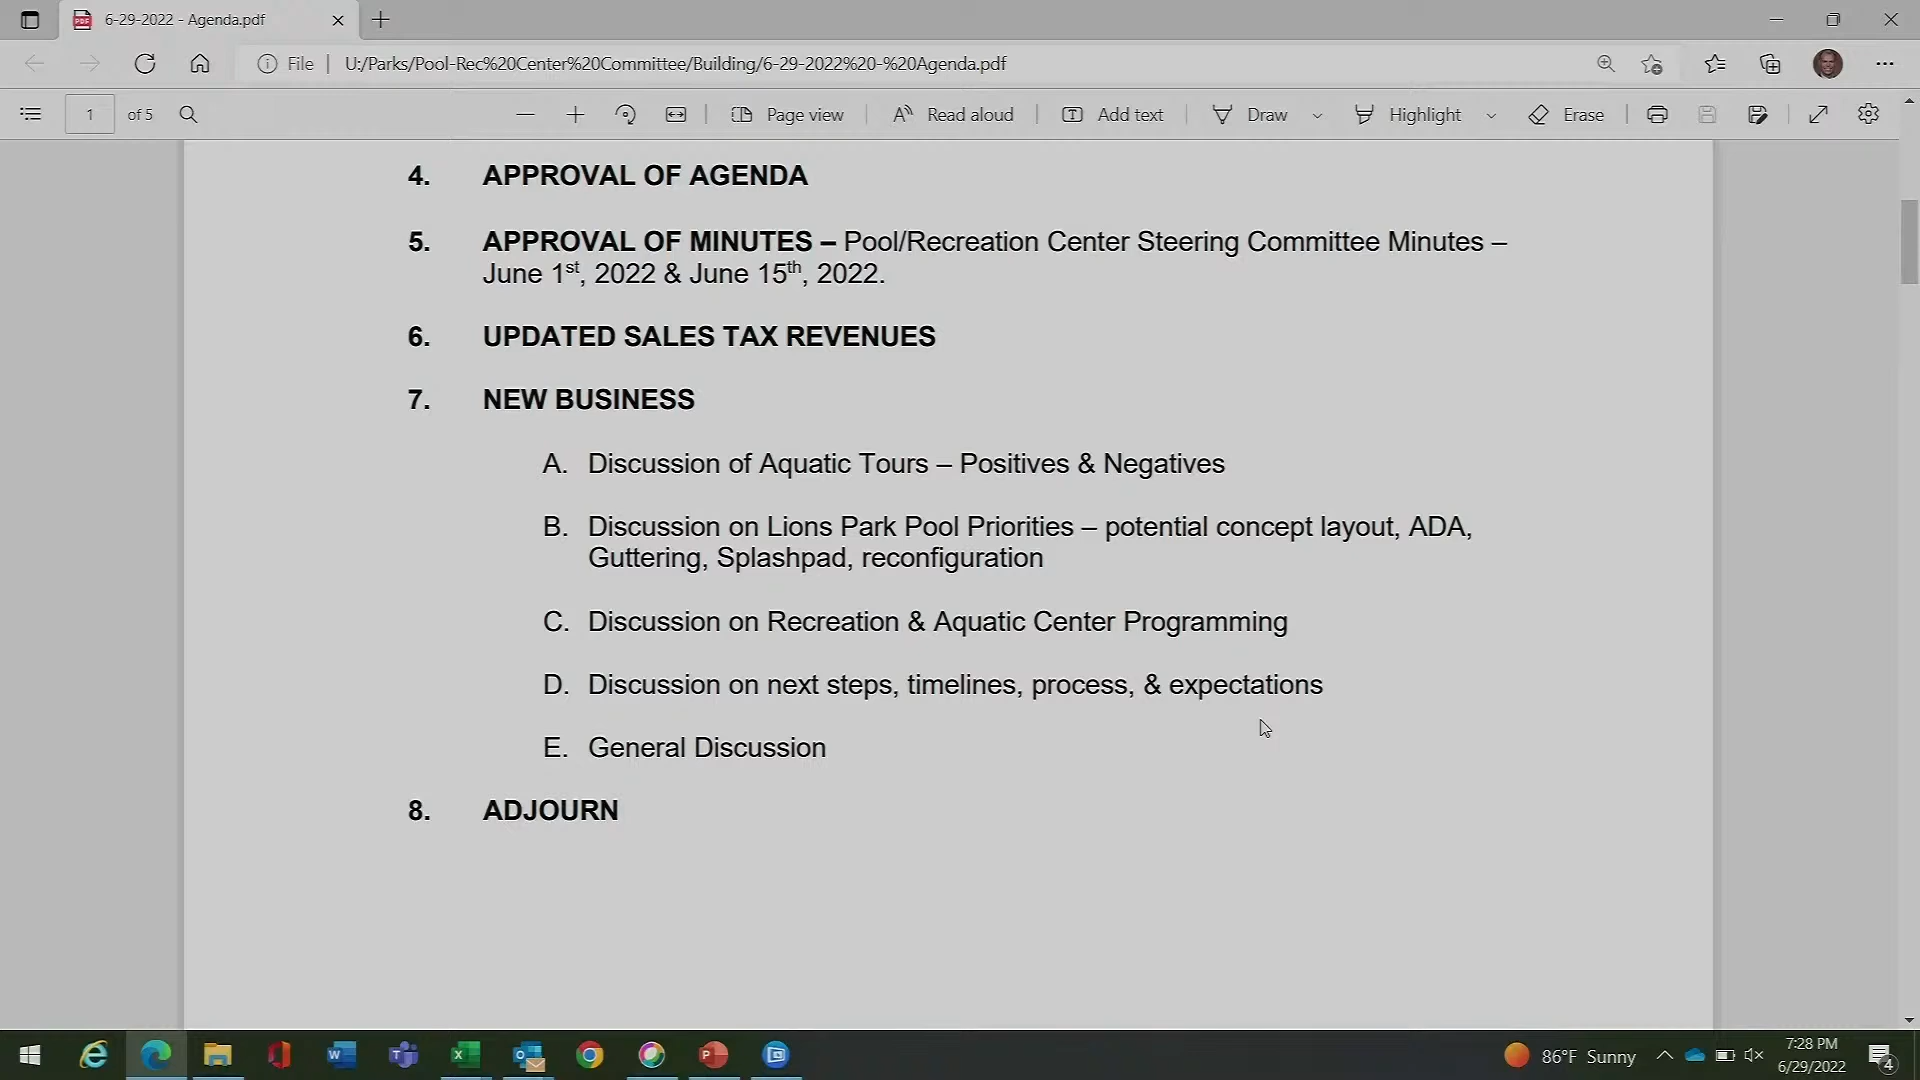 6-29-2022 - Agenda.pdf
File
U:/Parks/Pool-Rec%20Center%20Committee/Building/6-29-2022%20-%20Agenda.pdf
1 of 5
Page view
Read aloud
Add text
Draw
Highlight
Erase
4. APPROVAL OF AGENDA
5. APPROVAL OF MINUTES – Pool/Recreation Center Steering Committee Minutes –
June 1st, 2022 & June 15th, 2022.
6. UPDATED SALES TAX REVENUES
7. NEW BUSINESS
A. Discussion of Aquatic Tours – Positives & Negatives
B. Discussion on Lions Park Pool Priorities – potential concept layout, ADA,
Guttering, Splashpad, reconfiguration
C. Discussion on Recreation & Aquatic Center Programming
D. Discussion on next steps, timelines, process, & expectations
E. General Discussion
8. ADJOURN
86°F Sunny
7:28 PM
6/29/2022
4